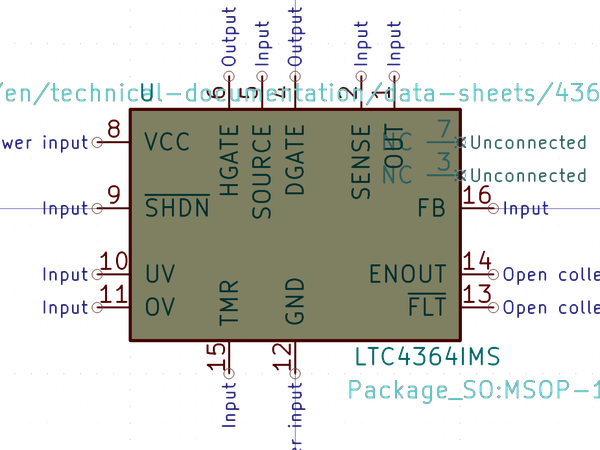 Output
Input
Output
Input
Input
6
5
4
2
1
/en/technical-documentation/data-sheets/436
U
wer input
8
VCC
HGATE
SOURCE
DGATE
SENSE
OUT
NC
7
Unconnected
NC
3
Unconnected
Input
9
SHDN
FB
16
Input
Input
10
UV
ENOUT
14
Open colle
Input
11
OV
TMR
GND
FLT
13
Open colle
15
12
LTC4364IMS
Input
er input
Package_SO:MSOP-1